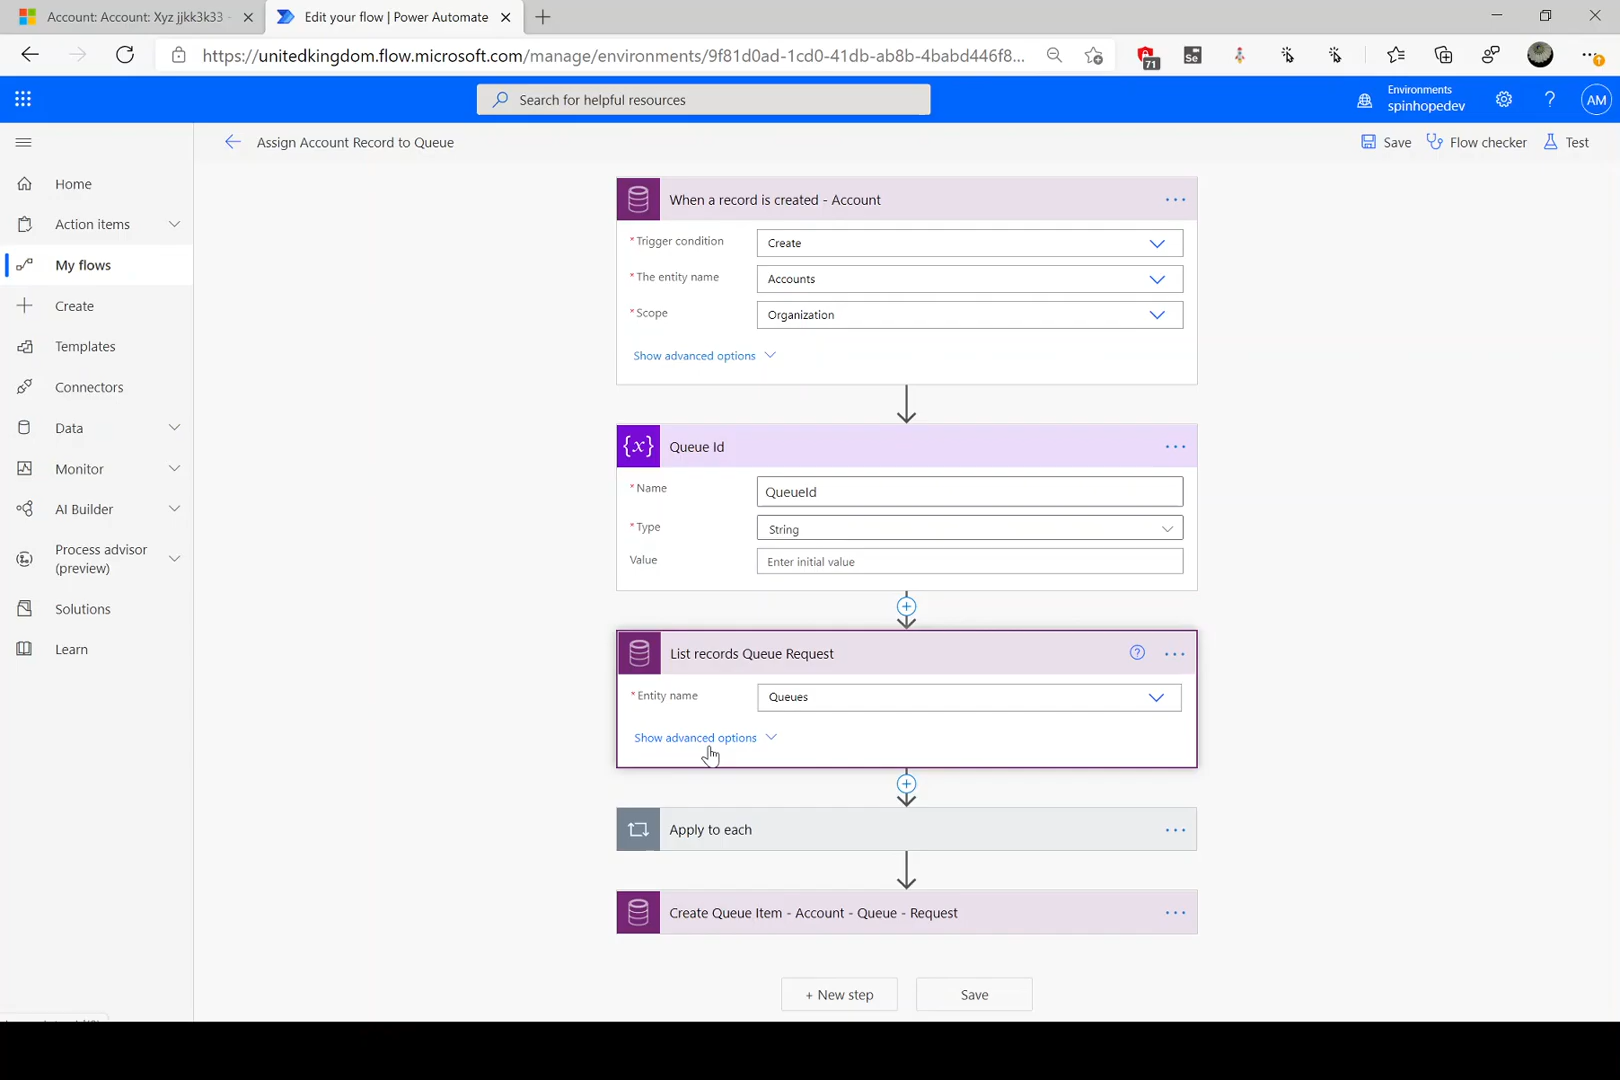 Account: Account: Xyz jjkk3k33 -
Edit your flow | Power Automate
https://unitedkingdom.flow.microsoft.com/manage/environments/9f81d0ad-1cd0-41db-ab8b-4babd446f8...
71
Se
Search for helpful resources
Environments
spinhopedev
?
AM
Assign Account Record to Queue
Save
Flow checker
Test
Home
Action items
My flows
Create
Templates
Connectors
Data
Monitor
AI Builder
Process advisor
(preview)
Solutions
Learn
When a record is created - Account
* Trigger condition
Create
* The entity name
Accounts
* Scope
Organization
Show advanced options
{x}
Queue Id
* Name
QueueId
* Type
String
Value
Enter initial value
List records Queue Request
?
* Entity name
Queues
Show advanced options
Apply to each
Create Queue Item - Account - Queue - Request
+ New step
Save